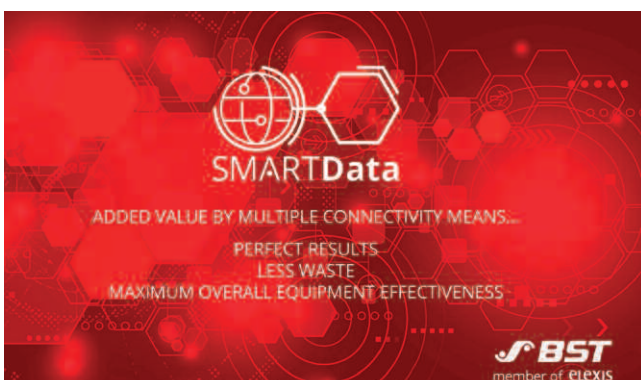 SMARTData
ADDED VALUE BY MULTIPLE CONNECTIVITY MEANS...
PERFECT RESULTS
LESS WASTE
MAXIMUM OVERALL EQUIPMENT EFFECTIVENESS
BST
member of elexis